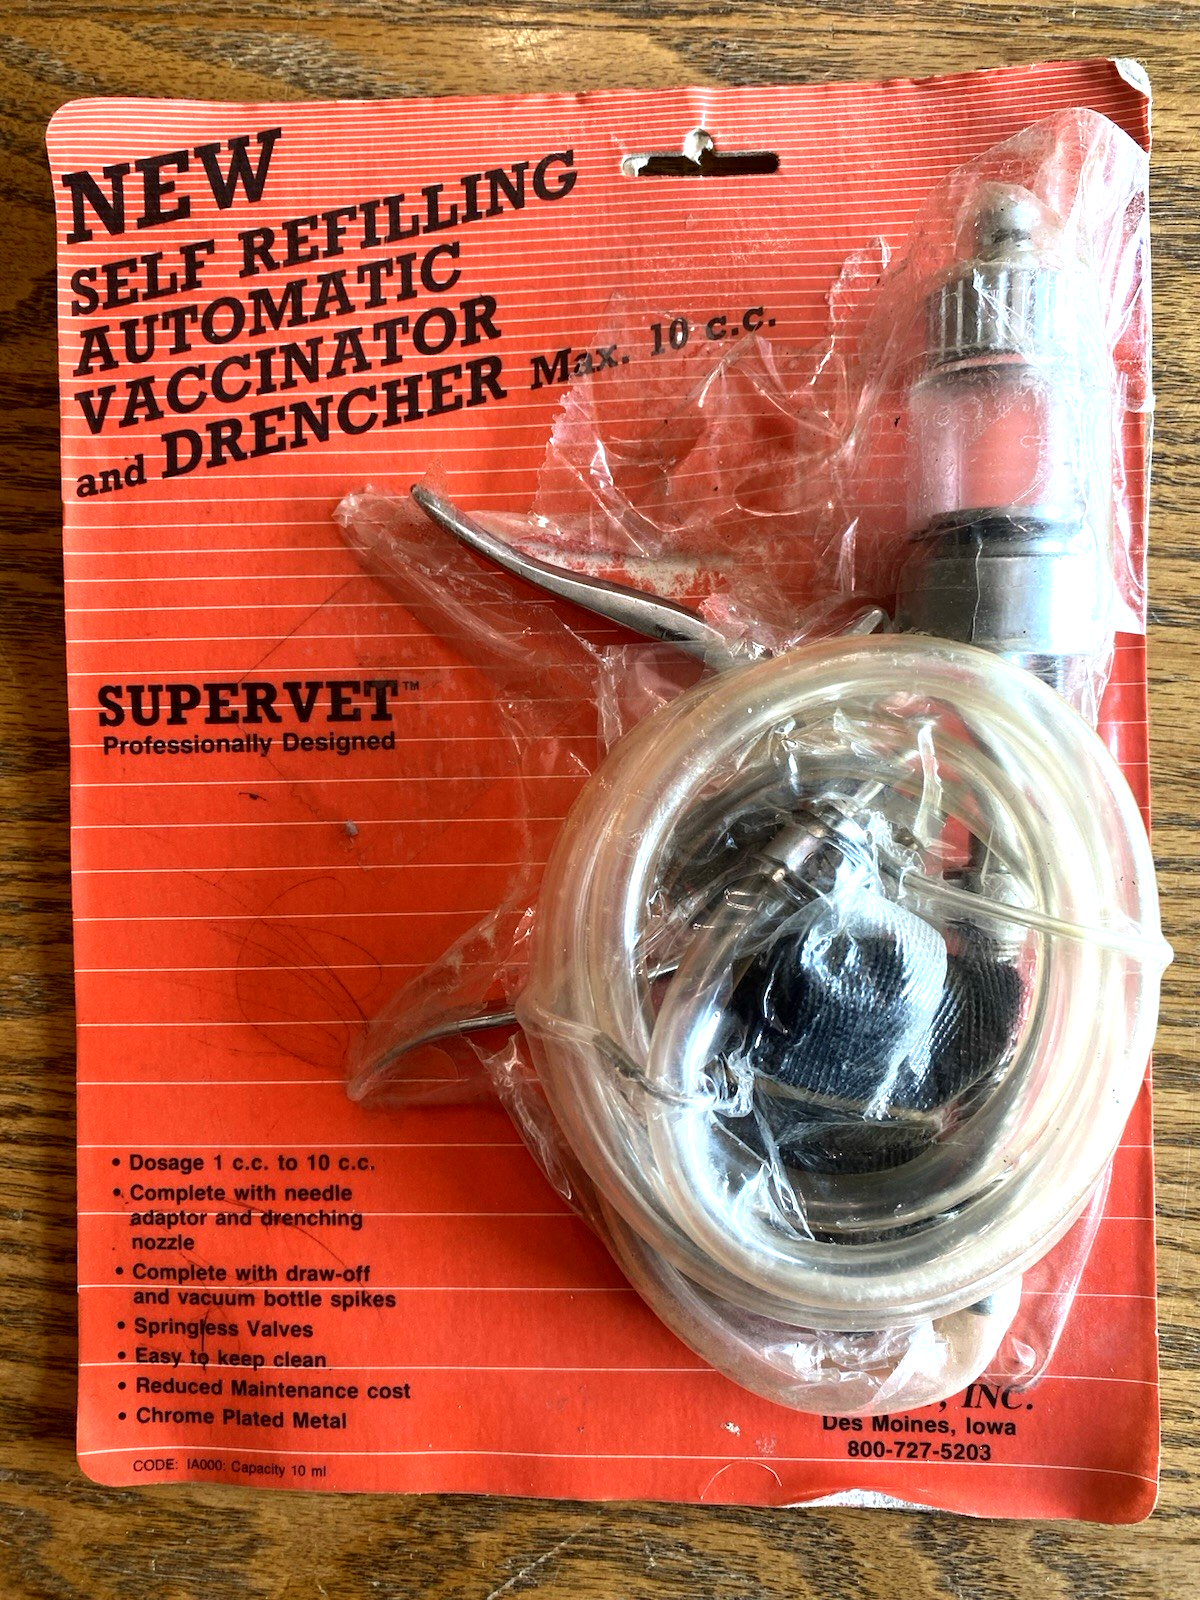 NEW
SELF REFILLING
AUTOMATIC
VACCINATOR
and DRENCHER Max. 10 c.c.
SUPERVET™
Professionally Designed
• Dosage 1 c.c. to 10 c.c.
• Complete with needle
adaptor and drenching
nozzle
• Complete with draw-off
and vacuum bottle spikes
• Springless Valves
• Easy to keep clean
• Reduced Maintenance cost
• Chrome Plated Metal
CODE: IA000: Capacity 10 ml
, INC.
Des Moines, Iowa
800-727-5203